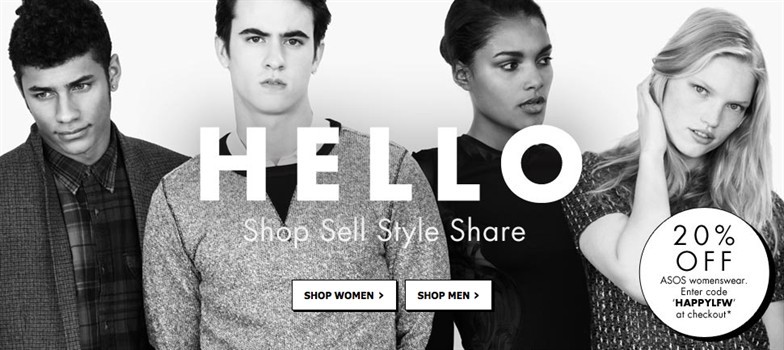 HELLO
Shop Sell Style Share
SHOP WOMEN >
SHOP MEN >
20%
OFF
ASOS womenswear.
Enter code
'HAPPYLFW'
at checkout*